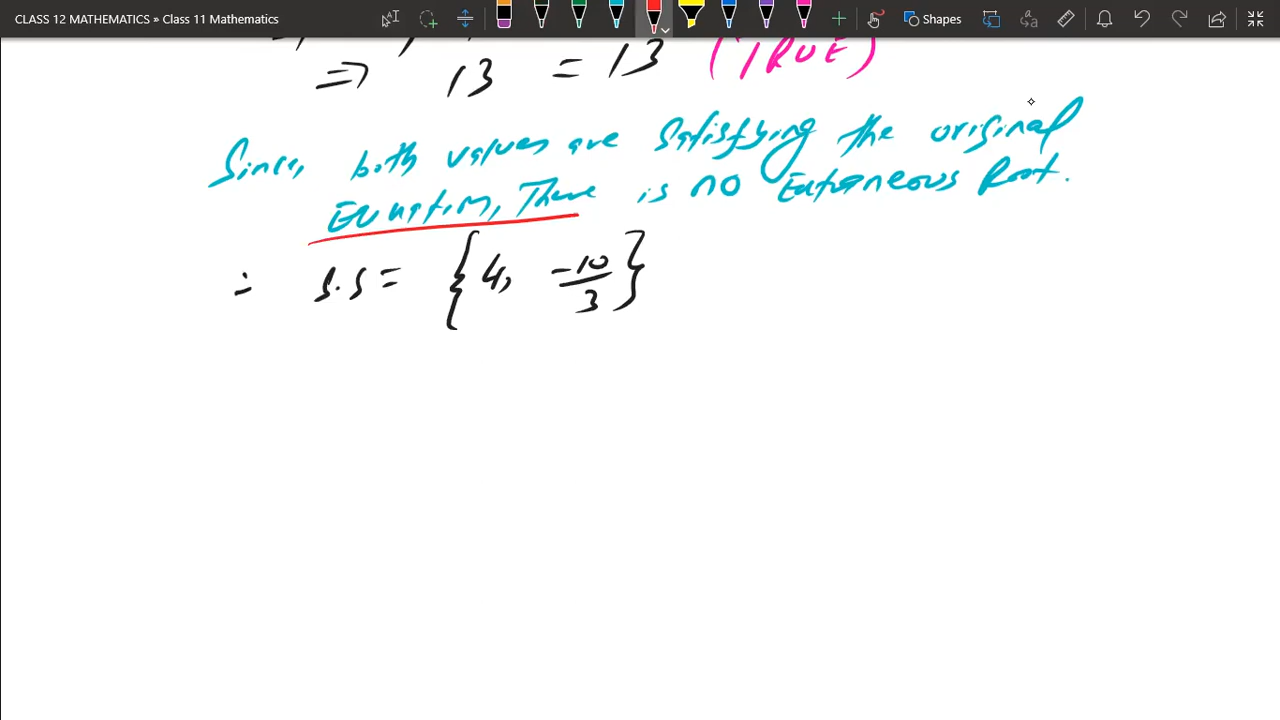 CLASS 12 MATHEMATICS » Class 11 Mathematics
Shapes
⇒ 13 = 13 (TRUE)
Since, both values are satisfying the original
Equation, There is no Extraneous Root.
∴ S.S = {4, -10/3}